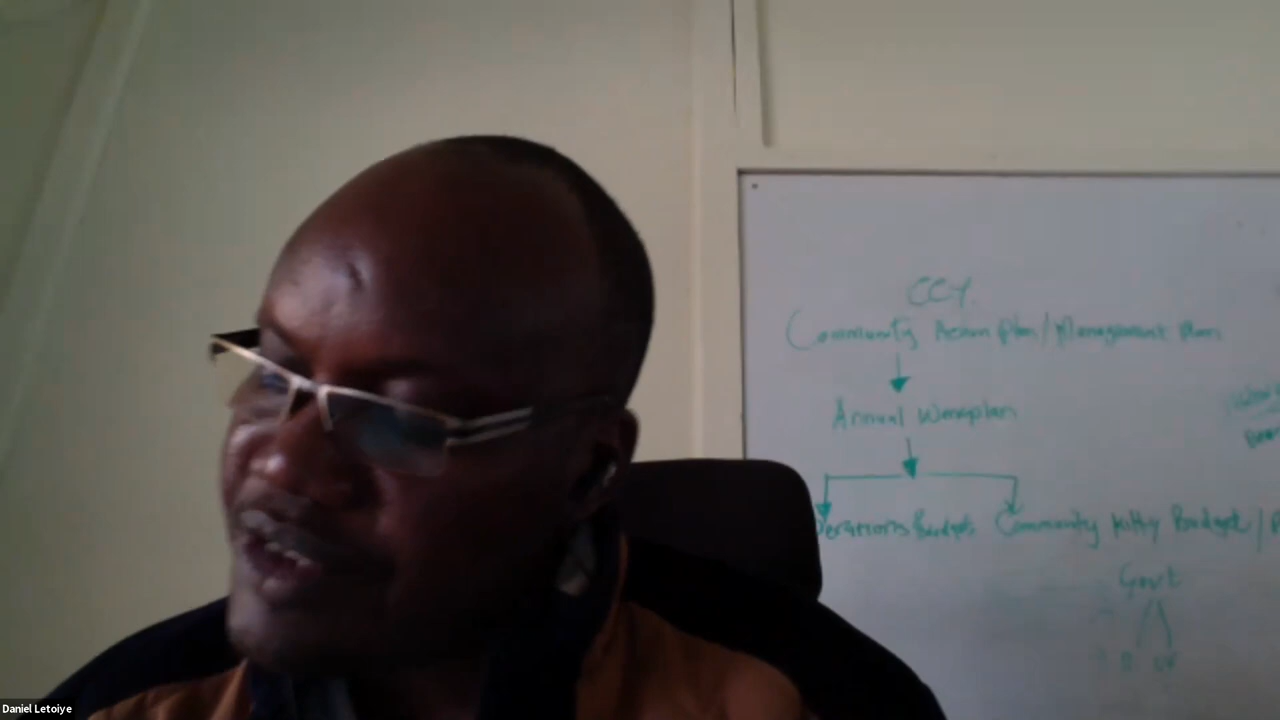 CCY
Community Action plan/Management Plan
Annual Workplan
Operations Budget Community Kitty Budget/
Govt
Daniel Letoiye